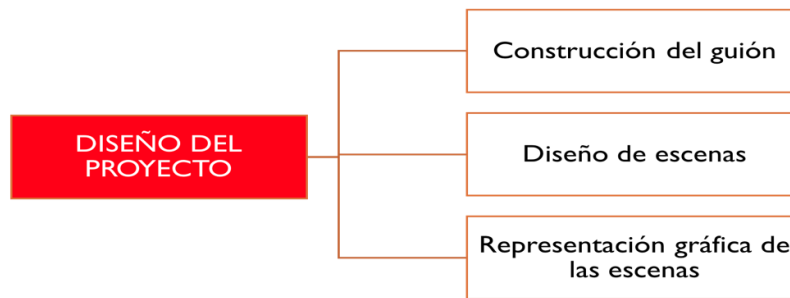 Construcción del guión
DISEÑO DEL
PROYECTO
Diseño de escenas
Representación gráfica de
las escenas